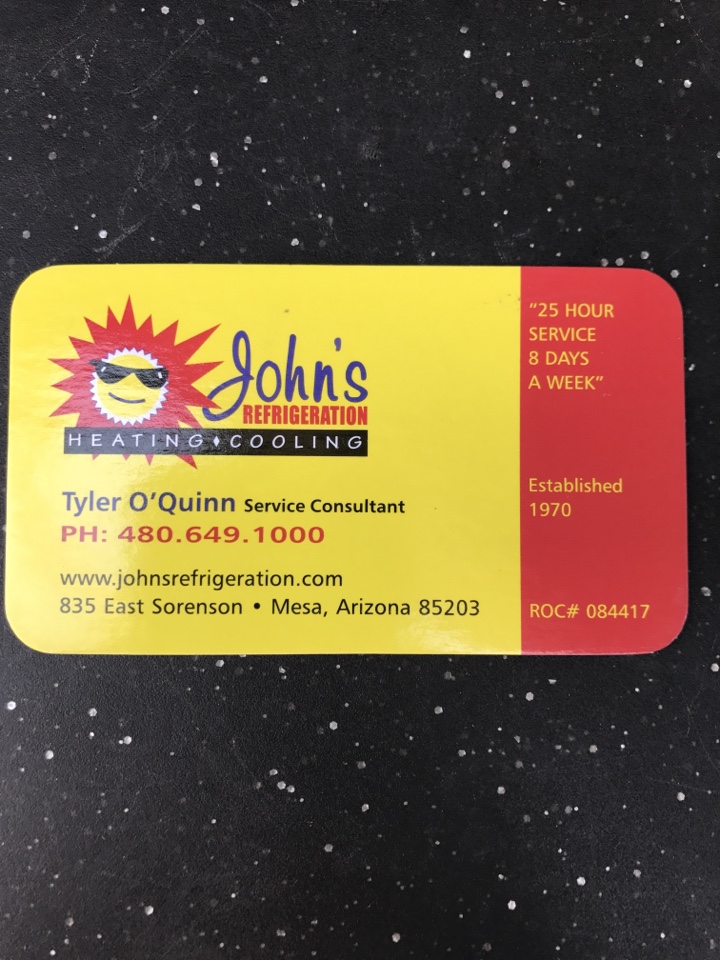 John's
REFRIGERATION
HEATING♦COOLING
Tyler O'Quinn Service Consultant
PH: 480.649.1000
www.johnsrefrigeration.com
835 East Sorenson • Mesa, Arizona 85203
“25 HOUR
SERVICE
8 DAYS
A WEEK”
Established
1970
ROC# 084417